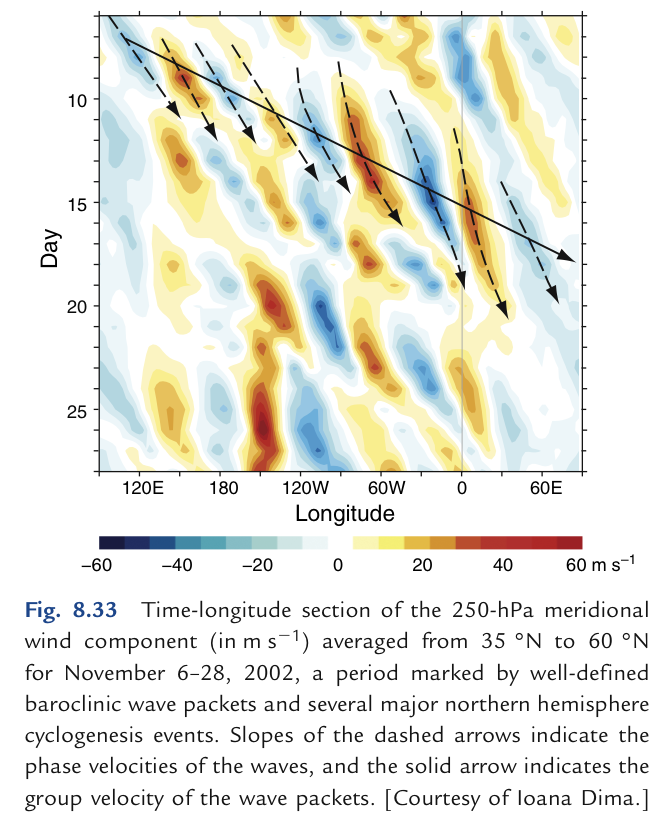 10
15
20
25
Day
120E 180 120W 60W 0 60E
Longitude
−60 −40 −20 0 20 40 60 m s−1
Fig. 8.33 Time-longitude section of the 250-hPa meridional
wind component (in m s−1) averaged from 35 °N to 60 °N
for November 6–28, 2002, a period marked by well-defined
baroclinic wave packets and several major northern hemisphere
cyclogenesis events. Slopes of the dashed arrows indicate the
phase velocities of the waves, and the solid arrow indicates the
group velocity of the wave packets. [Courtesy of Ioana Dima.]